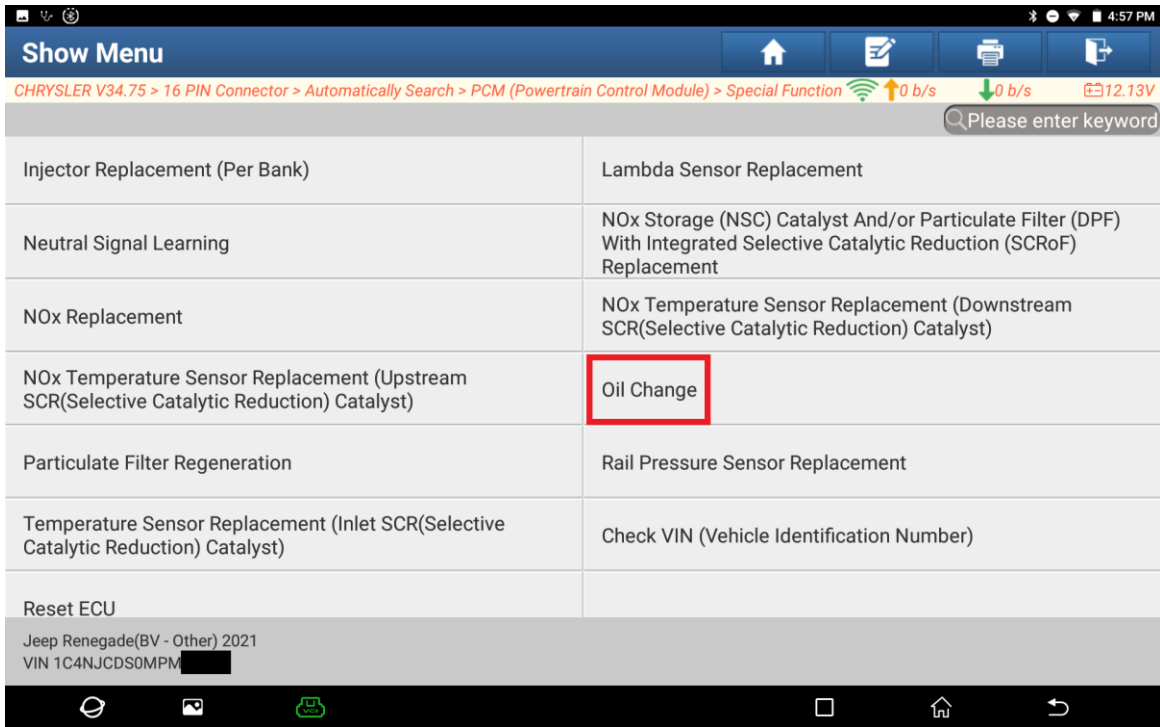 4:57 PM
Show Menu
CHRYSLER V34.75 > 16 PIN Connector > Automatically Search > PCM (Powertrain Control Module) > Special Function 0 b/s 0 b/s 12.13V
Please enter keyword
Injector Replacement (Per Bank)
Lambda Sensor Replacement
Neutral Signal Learning
NOx Storage (NSC) Catalyst And/or Particulate Filter (DPF)
With Integrated Selective Catalytic Reduction (SCRoF)
Replacement
NOx Replacement
NOx Temperature Sensor Replacement (Downstream
SCR(Selective Catalytic Reduction) Catalyst)
NOx Temperature Sensor Replacement (Upstream
SCR(Selective Catalytic Reduction) Catalyst)
Oil Change
Particulate Filter Regeneration
Rail Pressure Sensor Replacement
Temperature Sensor Replacement (Inlet SCR(Selective
Catalytic Reduction) Catalyst)
Check VIN (Vehicle Identification Number)
Reset ECU
Jeep Renegade(BV - Other) 2021
VIN 1C4NJCDS0MPM
VCI